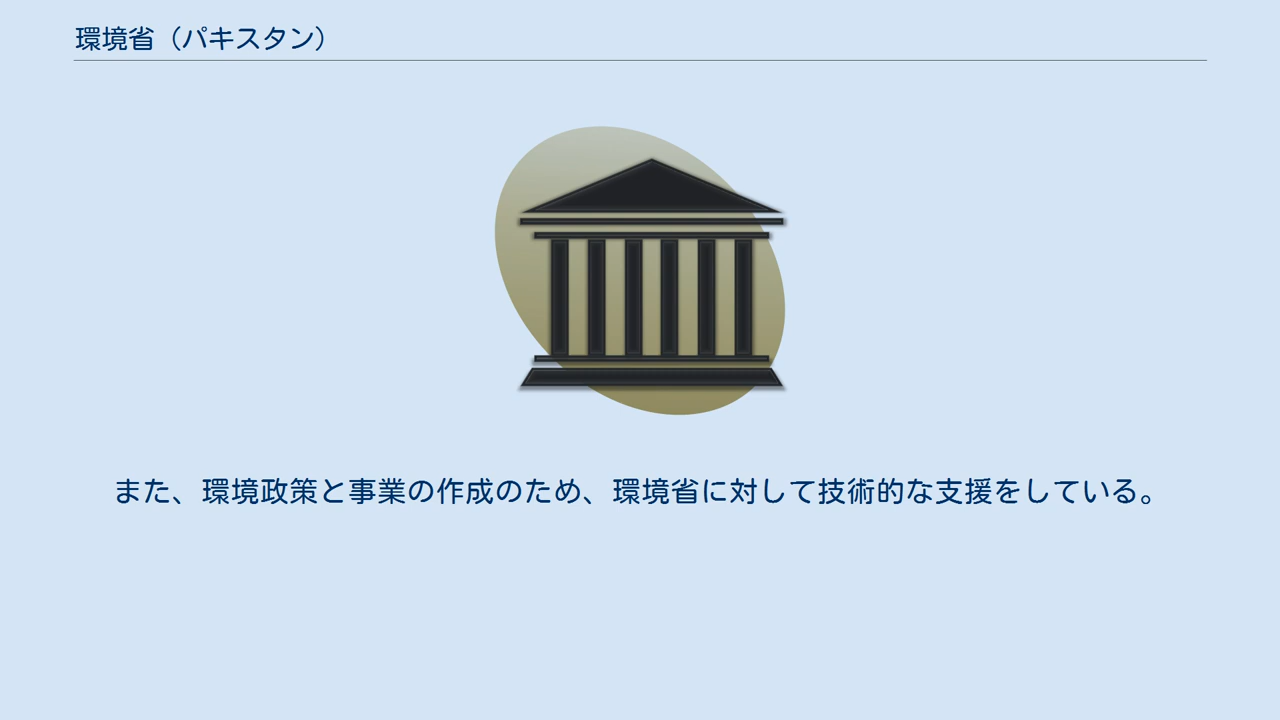 環境省（パキスタン）
また、環境政策と事業の作成のため、環境省に対して技術的な支援をしている。